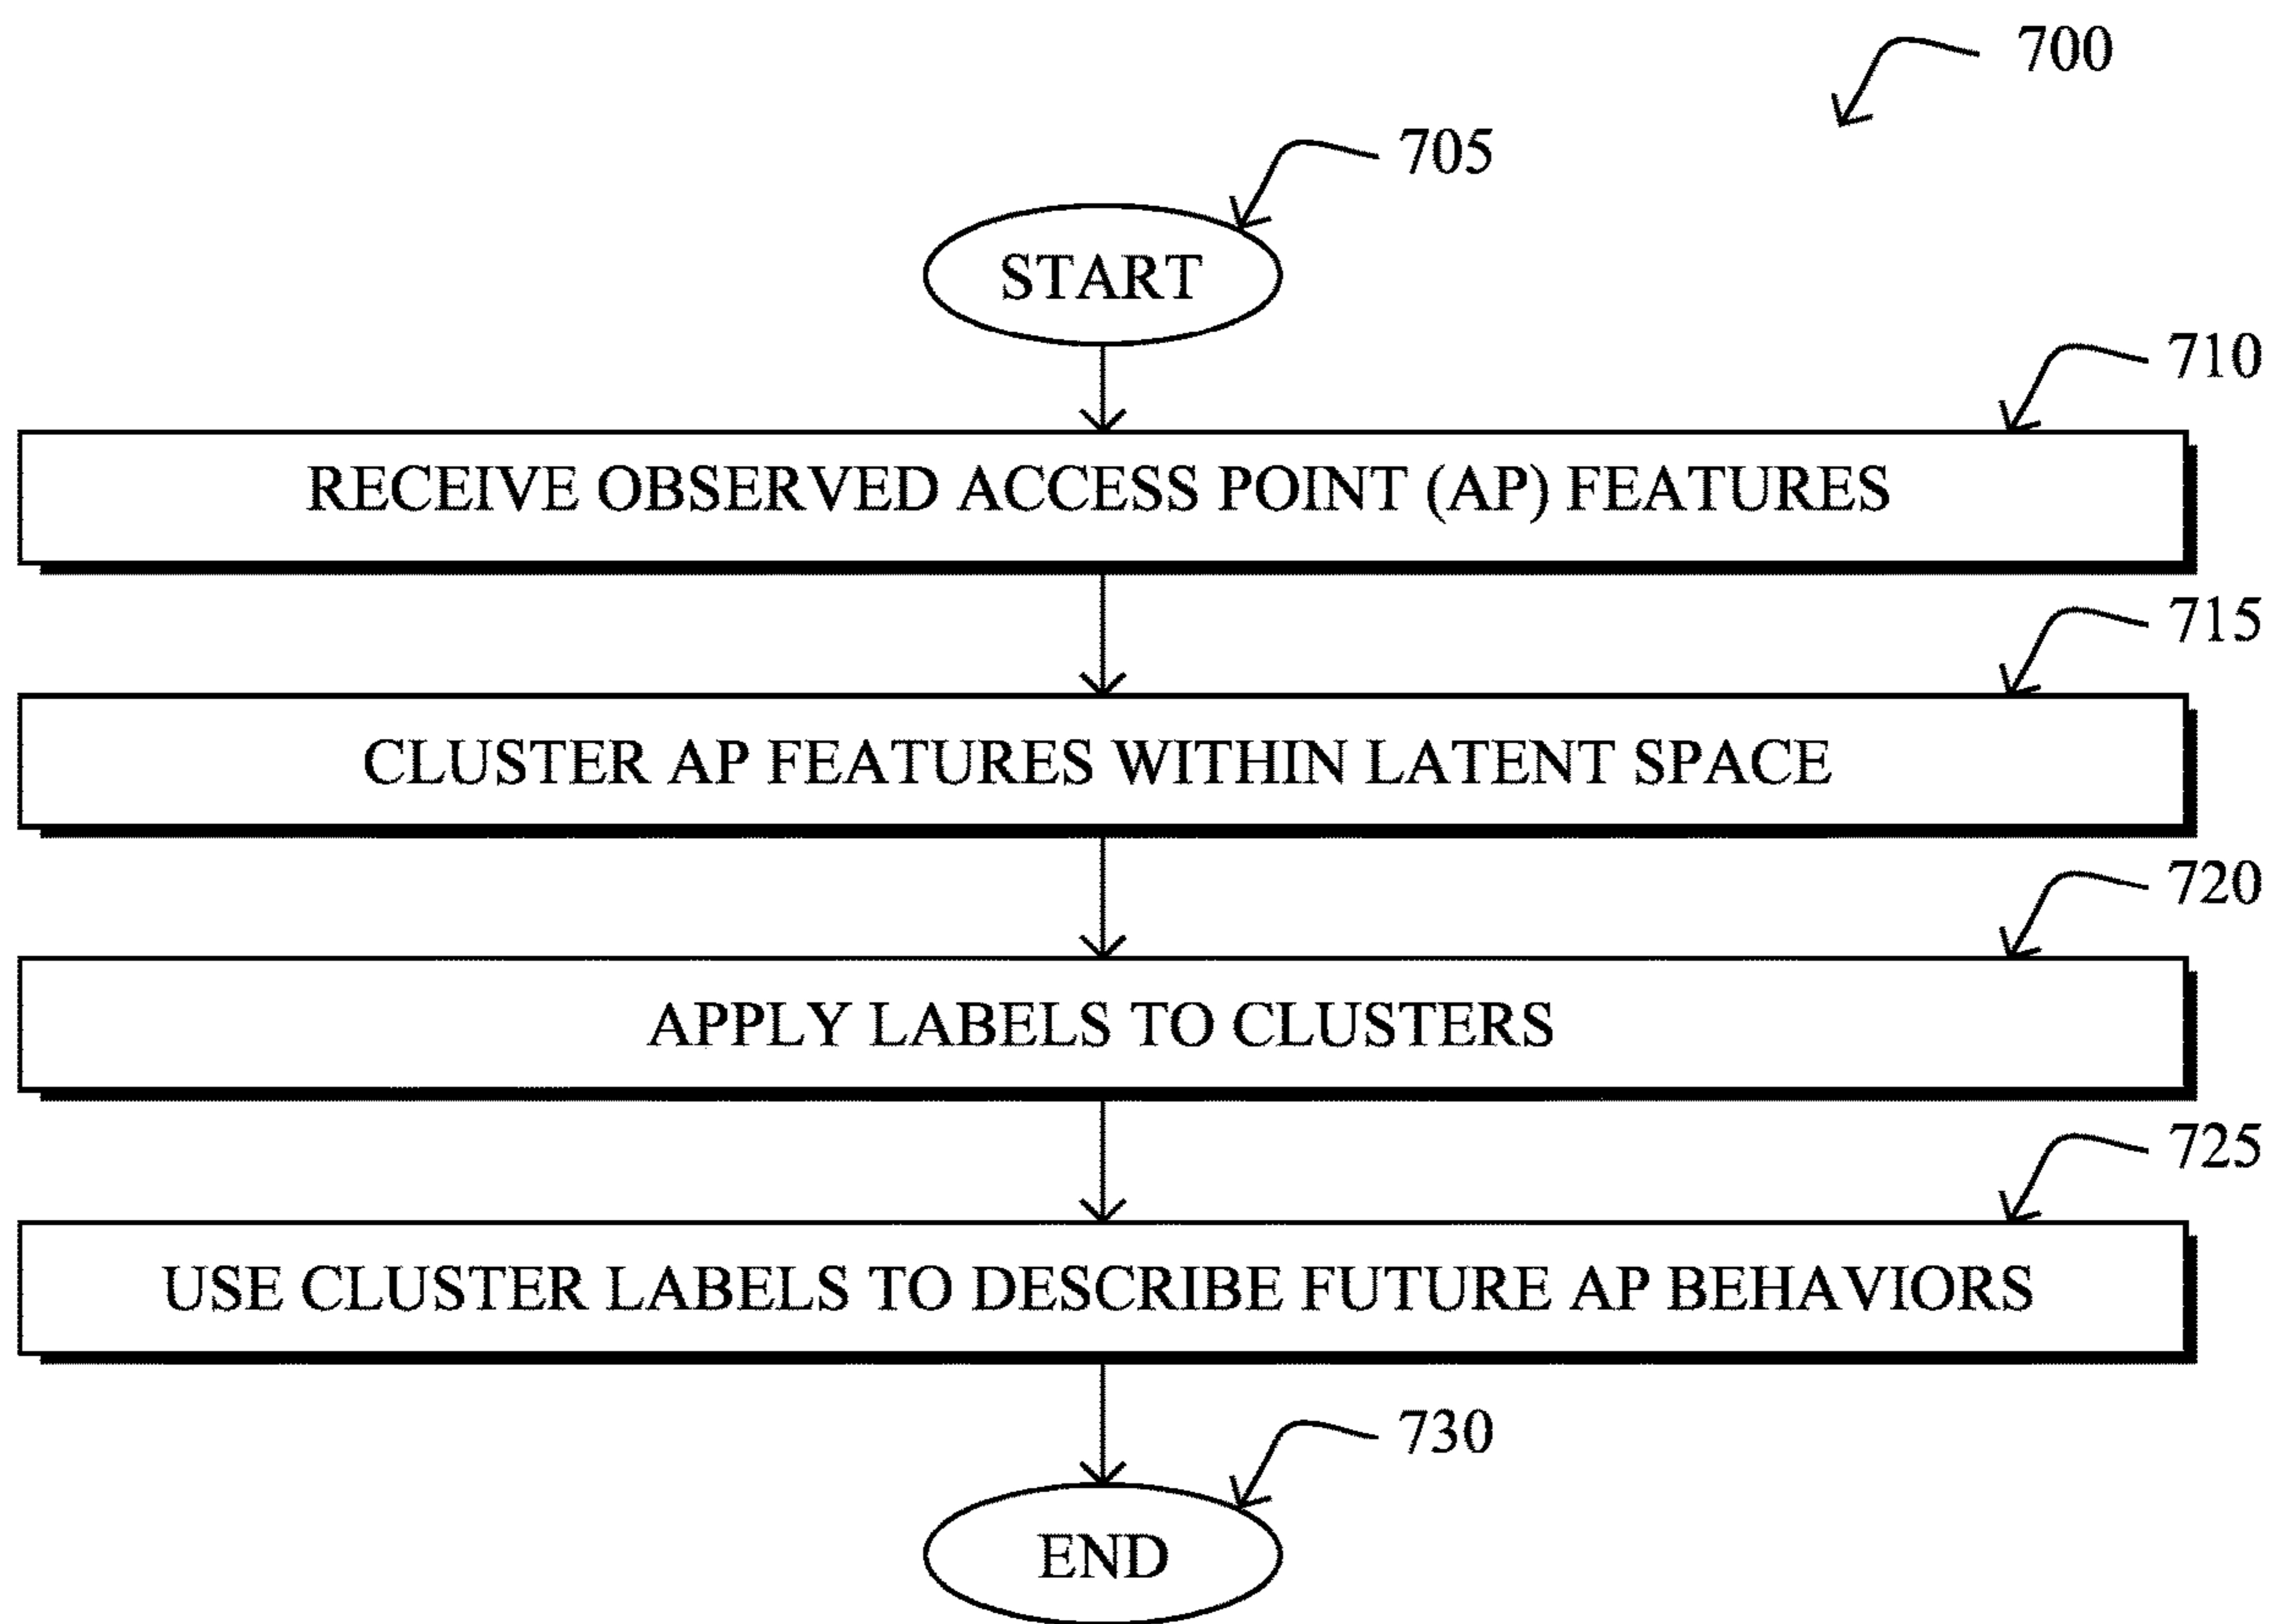 700
705
START
710
RECEIVE OBSERVED ACCESS POINT (AP) FEATURES
715
CLUSTER AP FEATURES WITHIN LATENT SPACE
720
APPLY LABELS TO CLUSTERS
725
USE CLUSTER LABELS TO DESCRIBE FUTURE AP BEHAVIORS
730
END